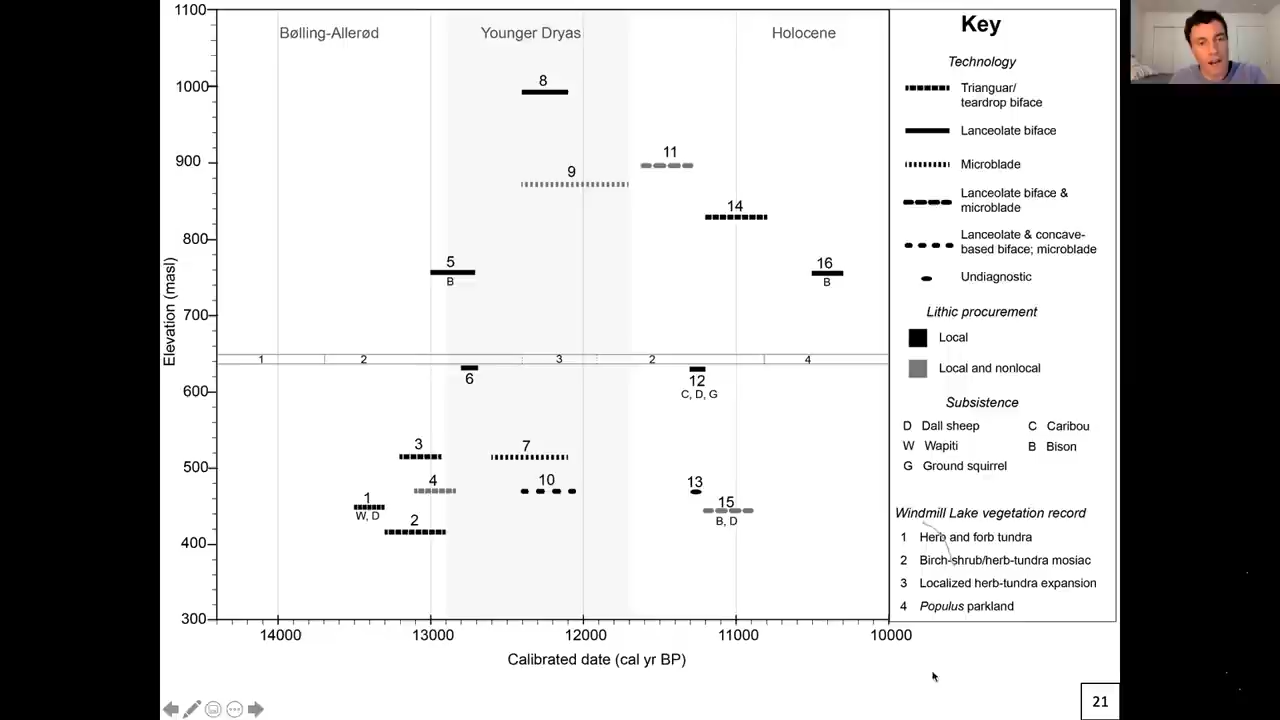 1100
1000
900
800
700
600
500
400
300
Elevation (masl)
Bølling-Allerød
Younger Dryas
Holocene
8
11
9
14
5
B
16
B
1
2
3
2
4
6
12
C, D, G
3
7
4
10
13
1
W, D
15
B, D
2
14000
13000
12000
11000
10000
Calibrated date (cal yr BP)
Key
Technology
Trianguar/
teardrop biface
Lanceolate biface
Microblade
Lanceolate biface &
microblade
Lanceolate & concave-
based biface; microblade
Undiagnostic
Lithic procurement
Local
Local and nonlocal
Subsistence
D Dall sheep
C Caribou
W Wapiti
B Bison
G Ground squirrel
Windmill Lake vegetation record
1 Herb and forb tundra
2 Birch-shrub/herb-tundra mosiac
3 Localized herb-tundra expansion
4 Populus parkland
21